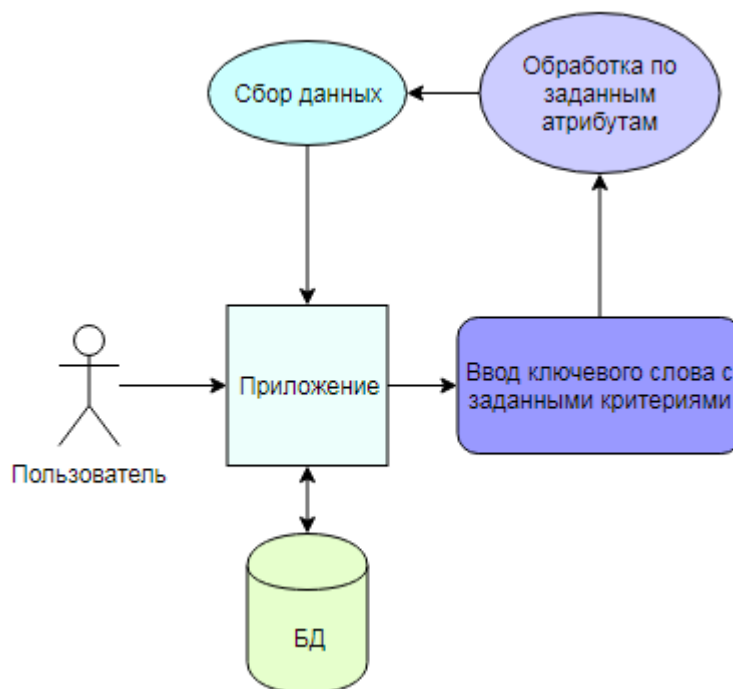 Сбор данных
Обработка по
заданным
атрибутам
Пользователь
Приложение
Ввод ключевого слова с
заданными критериями
БД